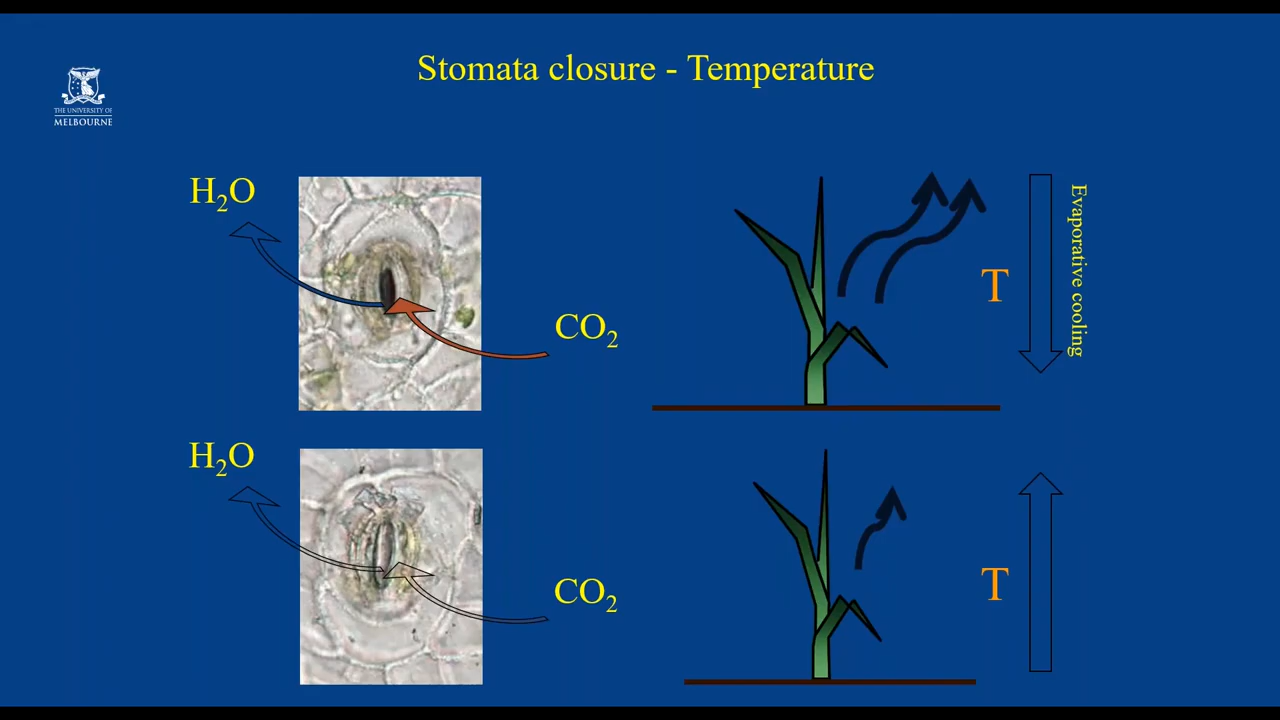 Stomata closure - Temperature
THE UNIVERSITY OF
MELBOURNE
H₂O
CO₂
T
Evaporative cooling
H₂O
CO₂
T